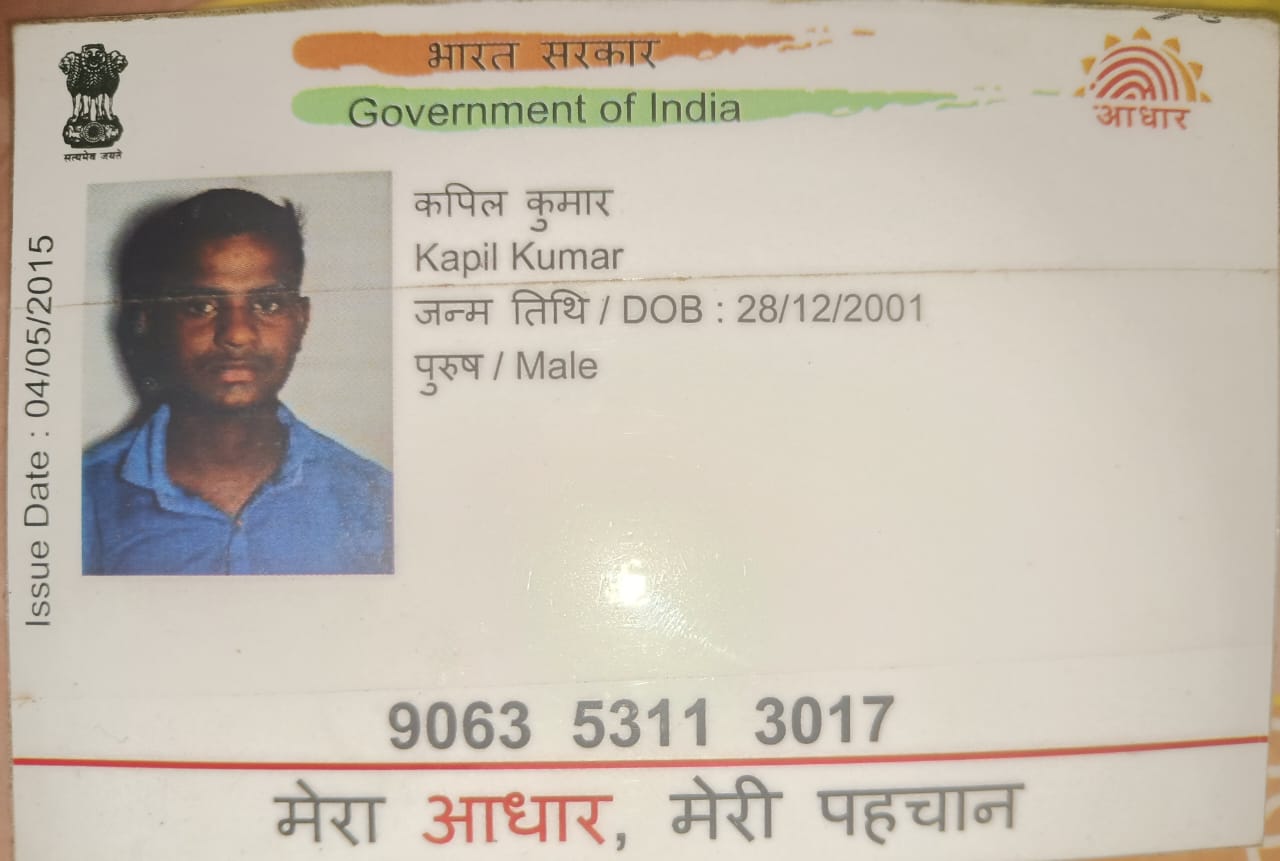 भारत सरकार
Government of India
सत्यमेव जयते
आधार
Issue Date : 04/05/2015
कपिल कुमार
Kapil Kumar
जन्म तिथि / DOB : 28/12/2001
पुरुष / Male
9063 5311 3017
मेरा आधार, मेरी पहचान